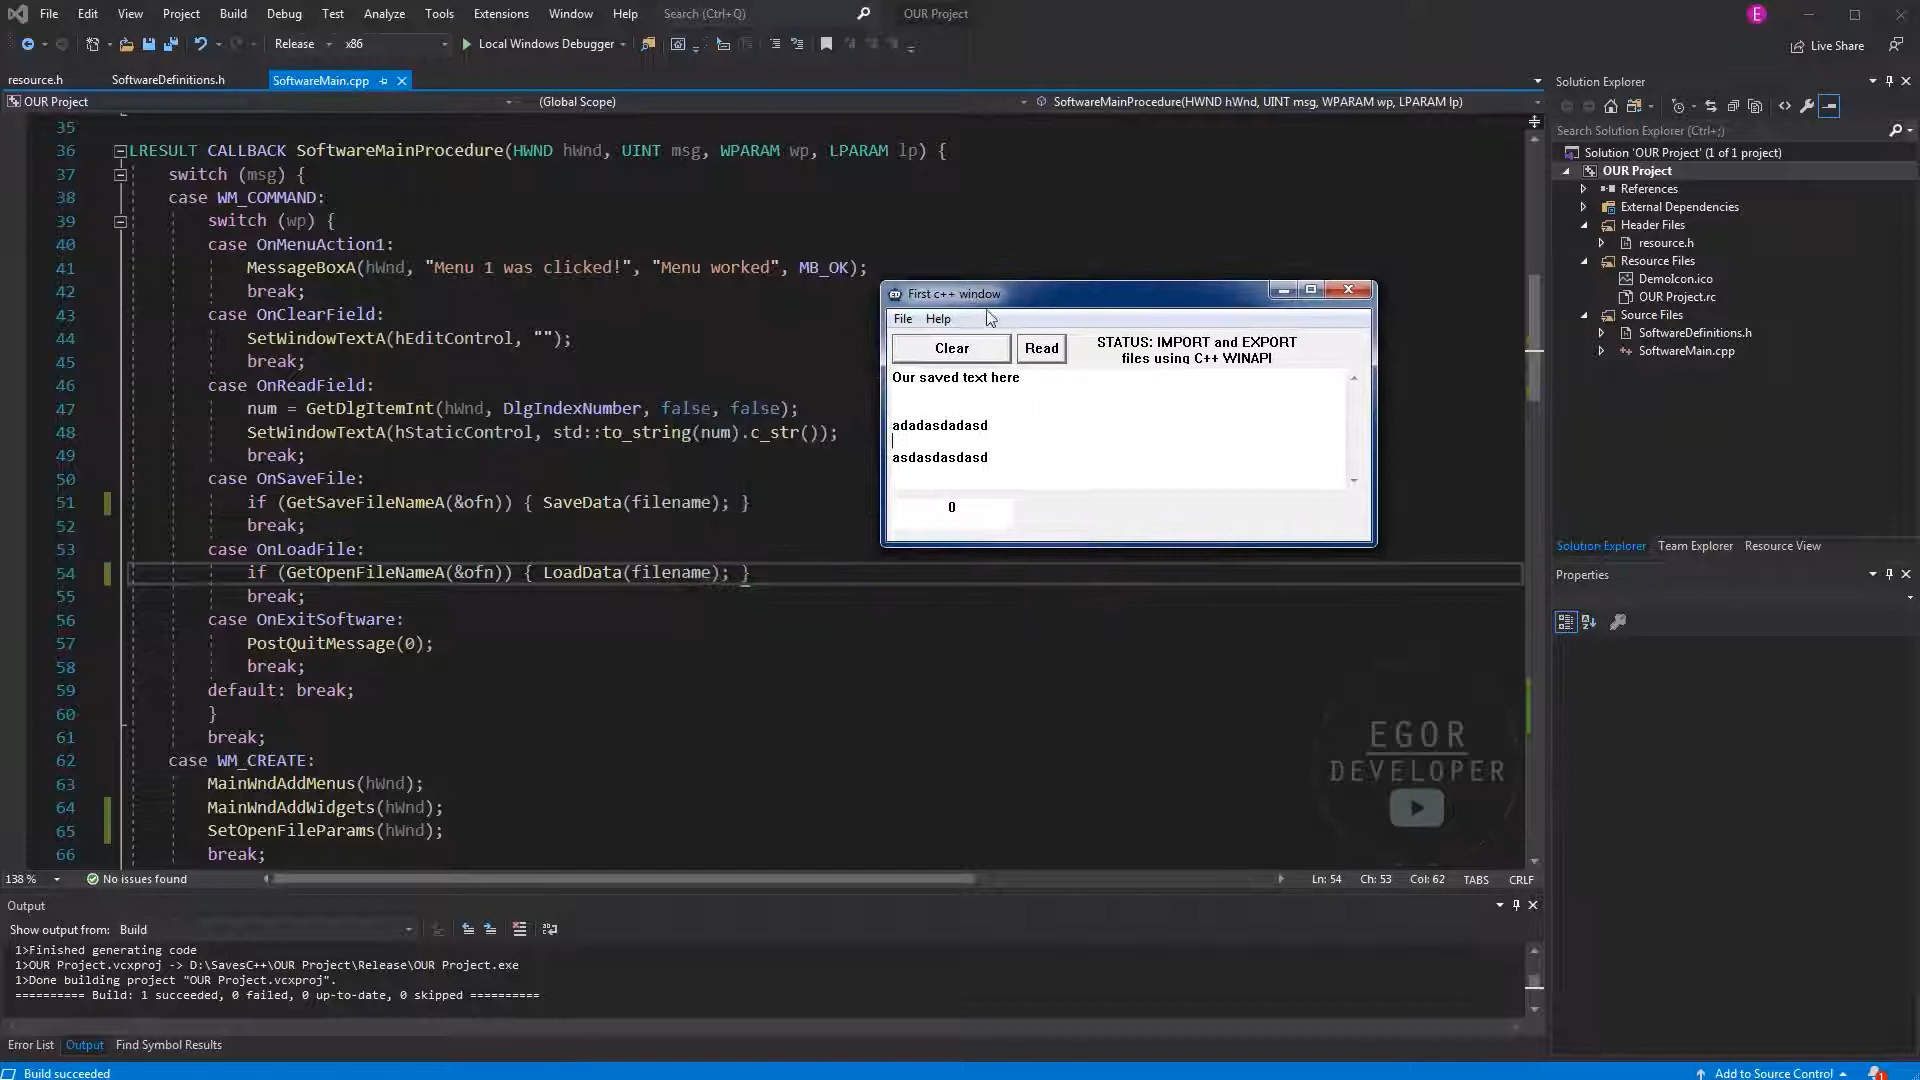 File Edit View Project Build Debug Test Analyze Tools Extensions Window Help Search (Ctrl+Q) OUR Project E
Release x86 Local Windows Debugger Live Share
resource.h SoftwareDefinitions.h SoftwareMain.cpp
OUR Project (Global Scope) SoftwareMainProcedure(HWND hWnd, UINT msg, WPARAM wp, LPARAM lp)
35
36 LRESULT CALLBACK SoftwareMainProcedure(HWND hWnd, UINT msg, WPARAM wp, LPARAM lp) {
37 switch (msg) {
38 case WM_COMMAND:
39 switch (wp) {
40 case OnMenuAction1:
41 MessageBoxA(hWnd, "Menu 1 was clicked!", "Menu worked", MB_OK);
42 break;
43 case OnClearField:
44 SetWindowTextA(hEditControl, "");
45 break;
46 case OnReadField:
47 num = GetDlgItemInt(hWnd, DlgIndexNumber, false, false);
48 SetWindowTextA(hStaticControl, std::to_string(num).c_str());
49 break;
50 case OnSaveFile:
51 if (GetSaveFileNameA(&ofn)) { SaveData(filename); }
52 break;
53 case OnLoadFile:
54 if (GetOpenFileNameA(&ofn)) { LoadData(filename); }
55 break;
56 case OnExitSoftware:
57 PostQuitMessage(0);
58 break;
59 default: break;
60 }
61 break;
62 case WM_CREATE:
63 MainWndAddMenus(hWnd);
64 MainWndAddWidgets(hWnd);
65 SetOpenFileParams(hWnd);
66 break;
First c++ window
File Help
Clear Read STATUS: IMPORT and EXPORT
files using C++ WINAPI
Our saved text here
adadasdadasd
asdasdasdasd
0
EGOR
DEVELOPER
138 % No issues found Ln: 54 Ch: 53 Col: 62 TABS CRLF
Output
Show output from: Build
1>Finished generating code
1>OUR Project.vcxproj -> D:\SavesC++\OUR Project\Release\OUR Project.exe
1>Done building project "OUR Project.vcxproj".
========== Build: 1 succeeded, 0 failed, 0 up-to-date, 0 skipped ==========
Error List Output Find Symbol Results
Build succeeded
Solution Explorer
Search Solution Explorer (Ctrl+;)
Solution 'OUR Project' (1 of 1 project)
OUR Project
References
External Dependencies
Header Files
resource.h
Resource Files
DemoIcon.ico
OUR Project.rc
Source Files
SoftwareDefinitions.h
SoftwareMain.cpp
Solution Explorer Team Explorer Resource View
Properties
Add to Source Control 1